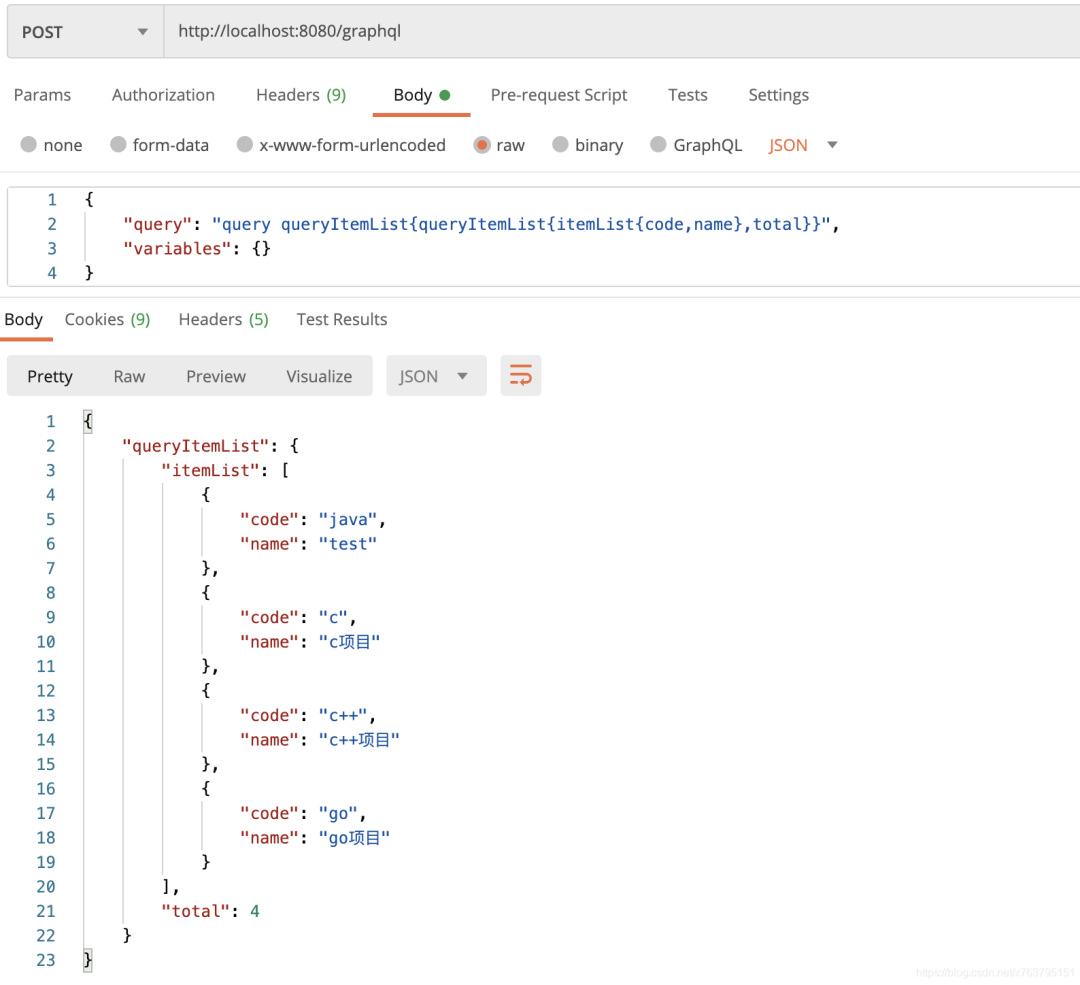 POST http://localhost:8080/graphql
Params Authorization Headers (9) Body Pre-request Script Tests Settings
none form-data x-www-form-urlencoded raw binary GraphQL JSON
1 {
2 "query": "query queryItemList{queryItemList{itemList{code,name},total}}",
3 "variables": {}
4 }
Body Cookies (9) Headers (5) Test Results
Pretty Raw Preview Visualize JSON
1 {
2 "queryItemList": {
3 "itemList": [
4 {
5 "code": "java",
6 "name": "test"
7 },
8 {
9 "code": "c",
10 "name": "c项目"
11 },
12 {
13 "code": "c++",
14 "name": "c++项目"
15 },
16 {
17 "code": "go",
18 "name": "go项目"
19 }
20 ],
21 "total": 4
22 }
23 }
https://blog.csdn.net/z763795151